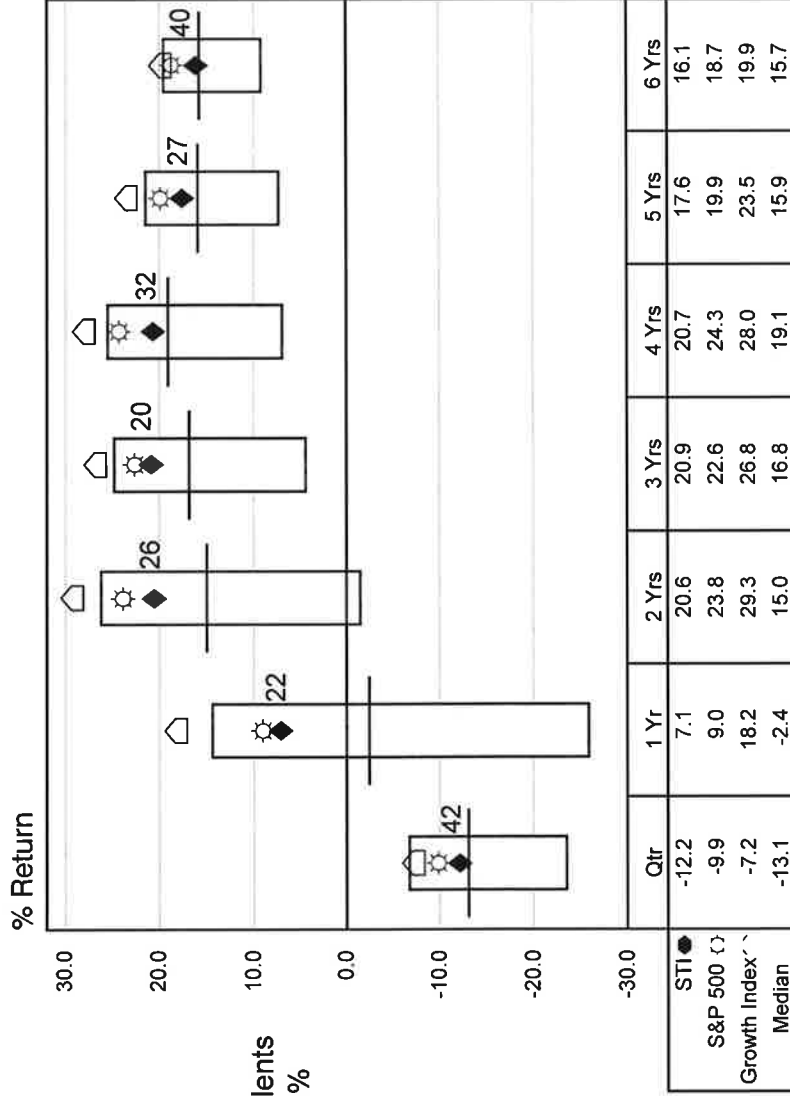 % Return
30.0
20.0
10.0
0.0
-10.0
-20.0
-30.0
lents
%
42
22
26
20
32
27
40
Qtr 1 Yr 2 Yrs 3 Yrs 4 Yrs 5 Yrs 6 Yrs
STI -12.2 7.1 20.6 20.9 20.7 17.6 16.1
S&P 500 -9.9 9.0 23.8 22.6 24.3 19.9 18.7
Growth Index -7.2 18.2 29.3 26.8 28.0 23.5 19.9
Median -13.1 -2.4 15.0 16.8 19.1 15.9 15.7